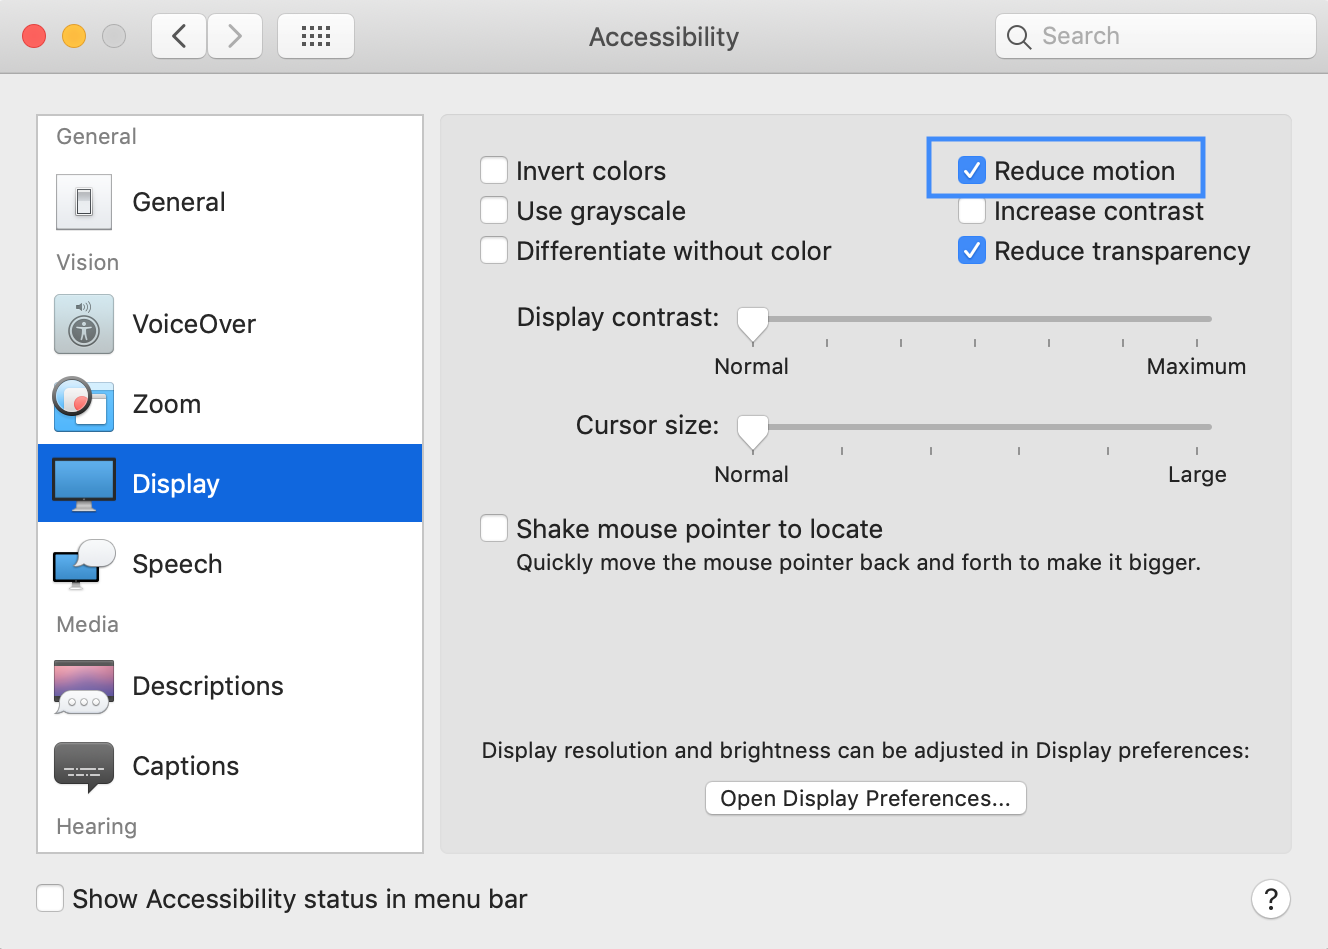 Accessibility
Search
General
General
Vision
VoiceOver
Zoom
Display
Speech
Media
Descriptions
Captions
Hearing
Invert colors
Use grayscale
Differentiate without color
Reduce motion
Increase contrast
Reduce transparency
Display contrast:
Normal
Maximum
Cursor size:
Normal
Large
Shake mouse pointer to locate
Quickly move the mouse pointer back and forth to make it bigger.
Display resolution and brightness can be adjusted in Display preferences:
Open Display Preferences...
Show Accessibility status in menu bar
?